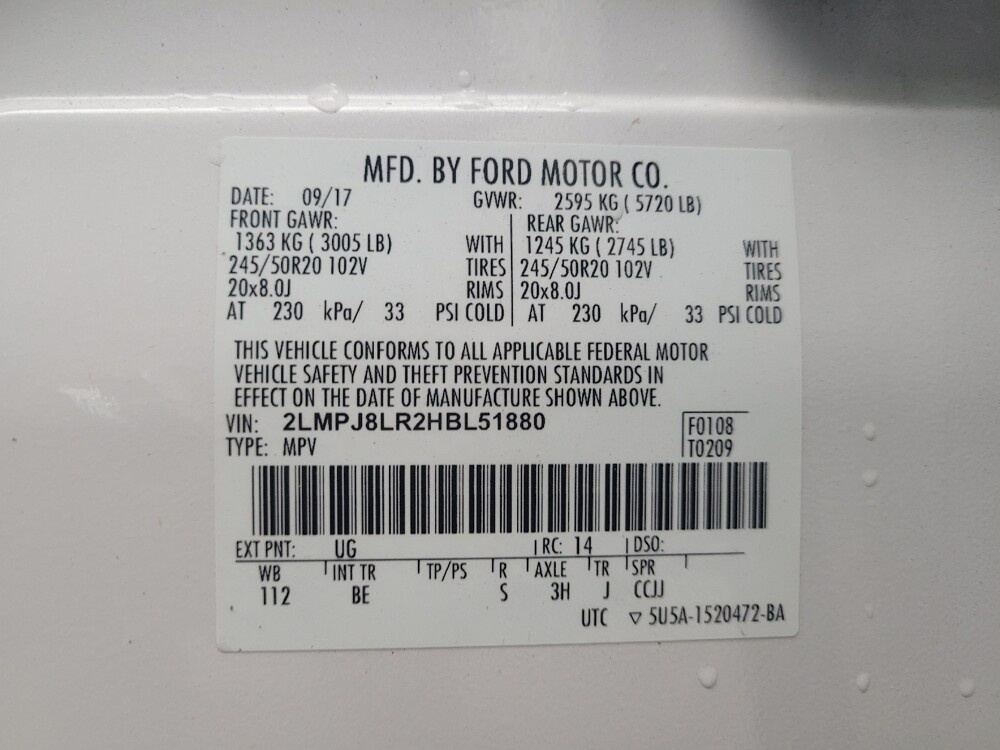 MFD. BY FORD MOTOR CO.
DATE: 09/17 GVWR: 2595 KG ( 5720 LB)
FRONT GAWR: REAR GAWR:
1363 KG ( 3005 LB) WITH 1245 KG ( 2745 LB) WITH
245/50R20 102V TIRES 245/50R20 102V TIRES
20x8.0J RIMS 20x8.0J RIMS
AT 230 kPa/ 33 PSI COLD AT 230 kPa/ 33 PSI COLD
THIS VEHICLE CONFORMS TO ALL APPLICABLE FEDERAL MOTOR
VEHICLE SAFETY AND THEFT PREVENTION STANDARDS IN
EFFECT ON THE DATE OF MANUFACTURE SHOWN ABOVE.
VIN: 2LMPJ8LR2HBL51880 F0108
TYPE: MPV T0209
EXT PNT: UG RC: 14 DSO:
WB INT TR TP/PS R AXLE TR SPR
112 BE S 3H J CCJJ
UTC ▽ 5U5A-1520472-BA